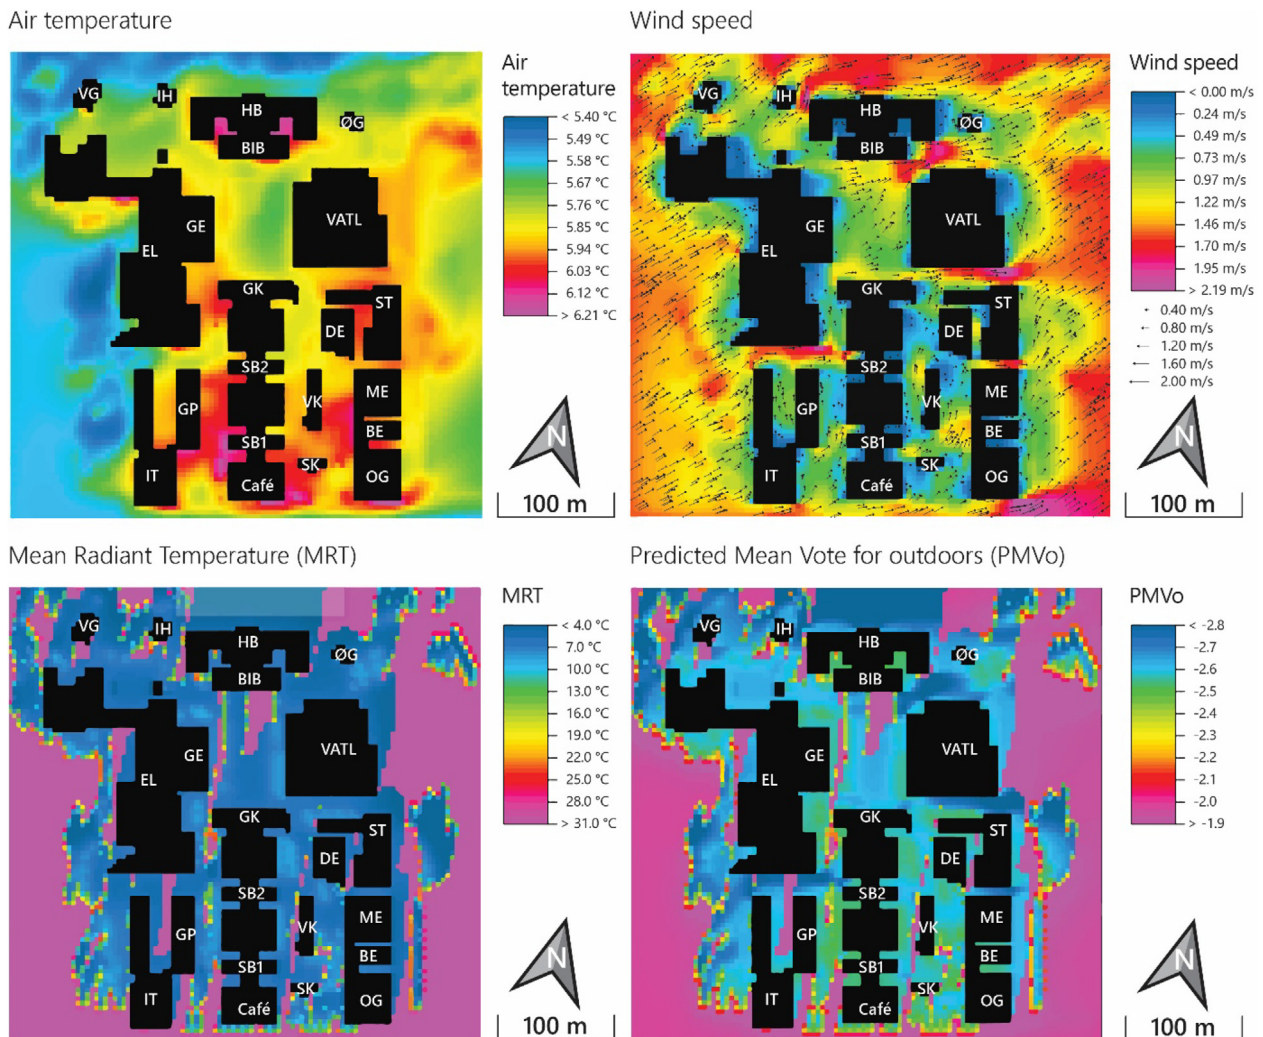 Air temperature
VG
IH
HB
ØG
BIB
GE
VATL
EL
GK
ST
DE
SB2
ME
GP
VK
BE
SB1
SK
IT
Café
OG
Air
temperature
< 5.40 °C
5.49 °C
5.58 °C
5.67 °C
5.76 °C
5.85 °C
5.94 °C
6.03 °C
6.12 °C
> 6.21 °C
N
100 m
Wind speed
VG
IH
HB
ØG
BIB
GE
VATL
EL
GK
ST
DE
SB2
ME
GP
VK
BE
SB1
SK
IT
Café
OG
Wind speed
< 0.00 m/s
0.24 m/s
0.49 m/s
0.73 m/s
0.97 m/s
1.22 m/s
1.46 m/s
1.70 m/s
1.95 m/s
> 2.19 m/s
0.40 m/s
0.80 m/s
1.20 m/s
1.60 m/s
2.00 m/s
N
100 m
Mean Radiant Temperature (MRT)
VG
IH
HB
ØG
BIB
GE
VATL
EL
GK
ST
DE
SB2
ME
GP
VK
BE
SB1
SK
IT
Café
OG
MRT
< 4.0 °C
7.0 °C
10.0 °C
13.0 °C
16.0 °C
19.0 °C
22.0 °C
25.0 °C
28.0 °C
> 31.0 °C
N
100 m
Predicted Mean Vote for outdoors (PMVo)
VG
IH
HB
ØG
BIB
GE
VATL
EL
GK
ST
DE
SB2
ME
GP
VK
BE
SB1
SK
IT
Café
OG
PMVo
< -2.8
-2.7
-2.6
-2.5
-2.4
-2.3
-2.2
-2.1
-2.0
> -1.9
N
100 m